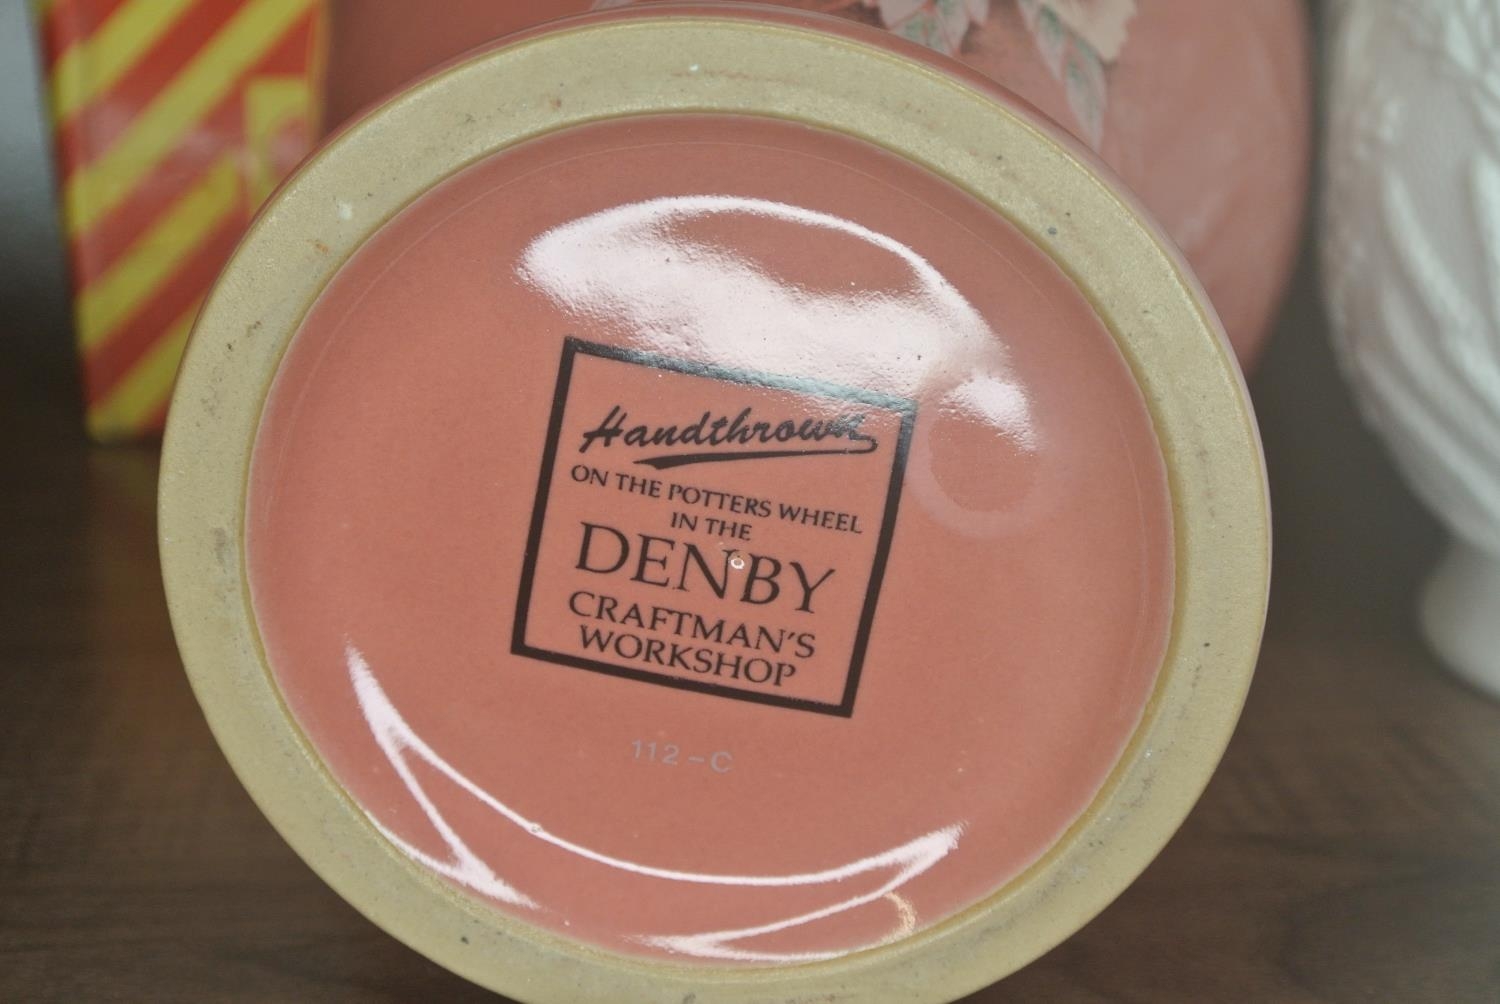 Handthrown
ON THE POTTERS WHEEL
IN THE
DENBY
CRAFTMAN'S
WORKSHOP
112-C